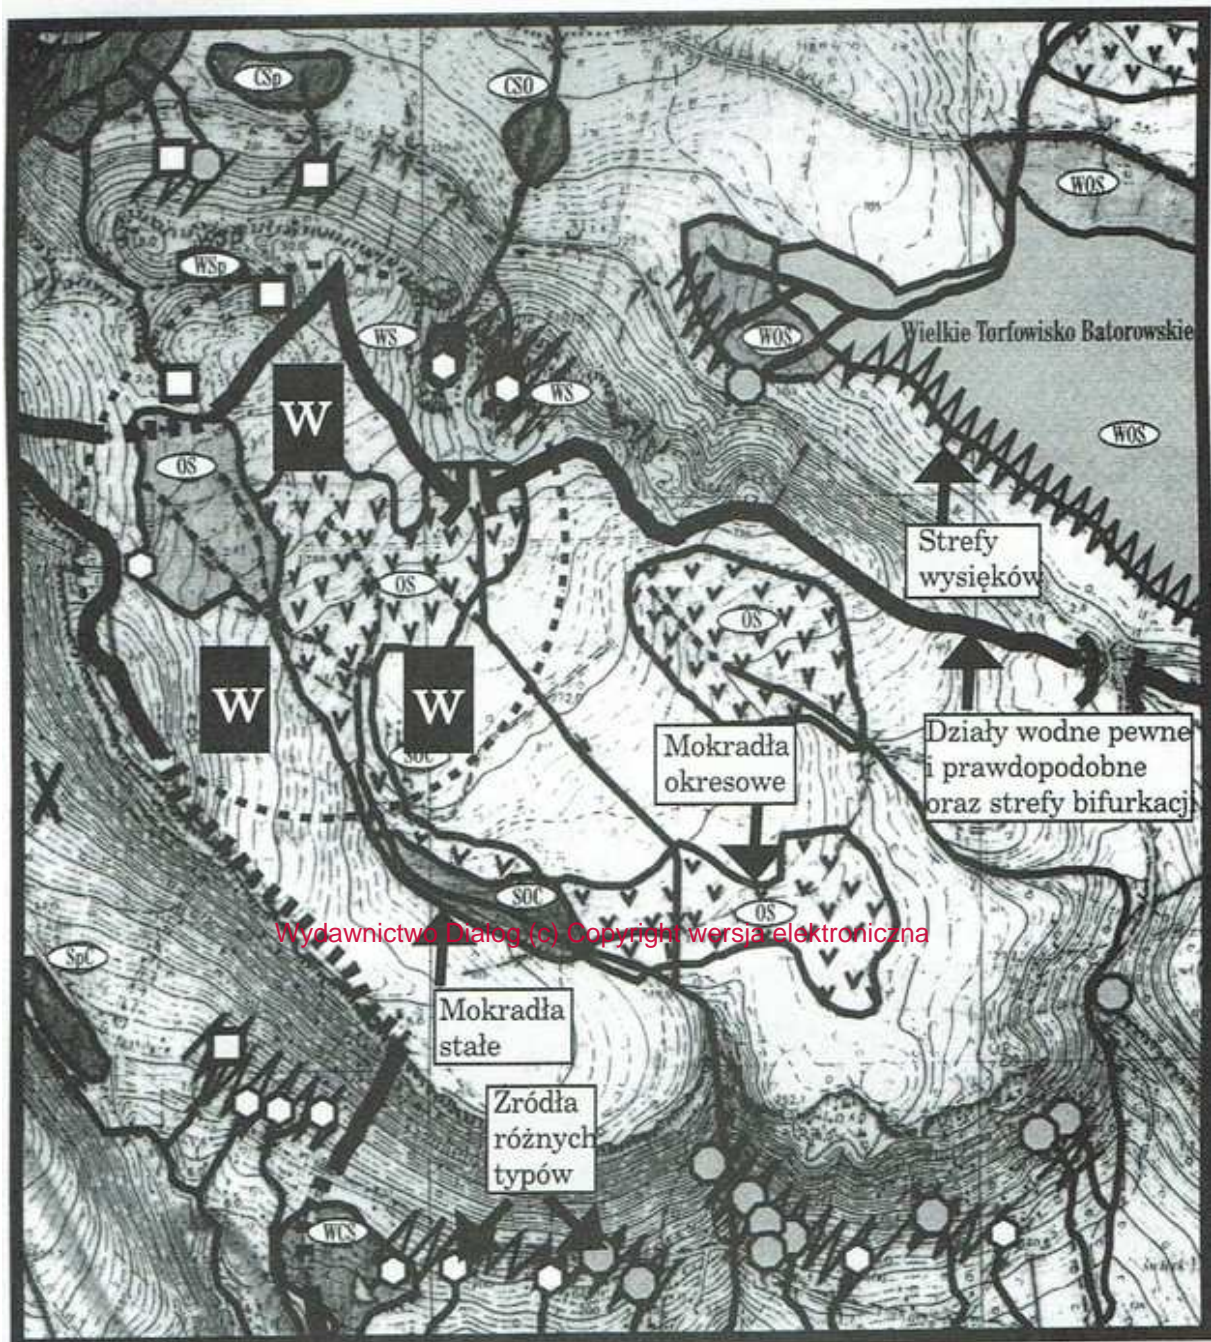 CSp
CSO
WOS
WSp
WS
WOS
Wielkie Torfowisko Batorowskie
WS
W
WOS
OS
Strefy
wysięków
OS
OS
W
W
SOC
Mokradła
okresowe
Działy wodne pewne
i prawdopodobne
oraz strefy bifurkacji
SOC
OS
Wydawnictwo Dialog (c) Copyright wersja elektroniczna
SpC
Mokradła
stałe
Źródła
różnych
typów
WCS